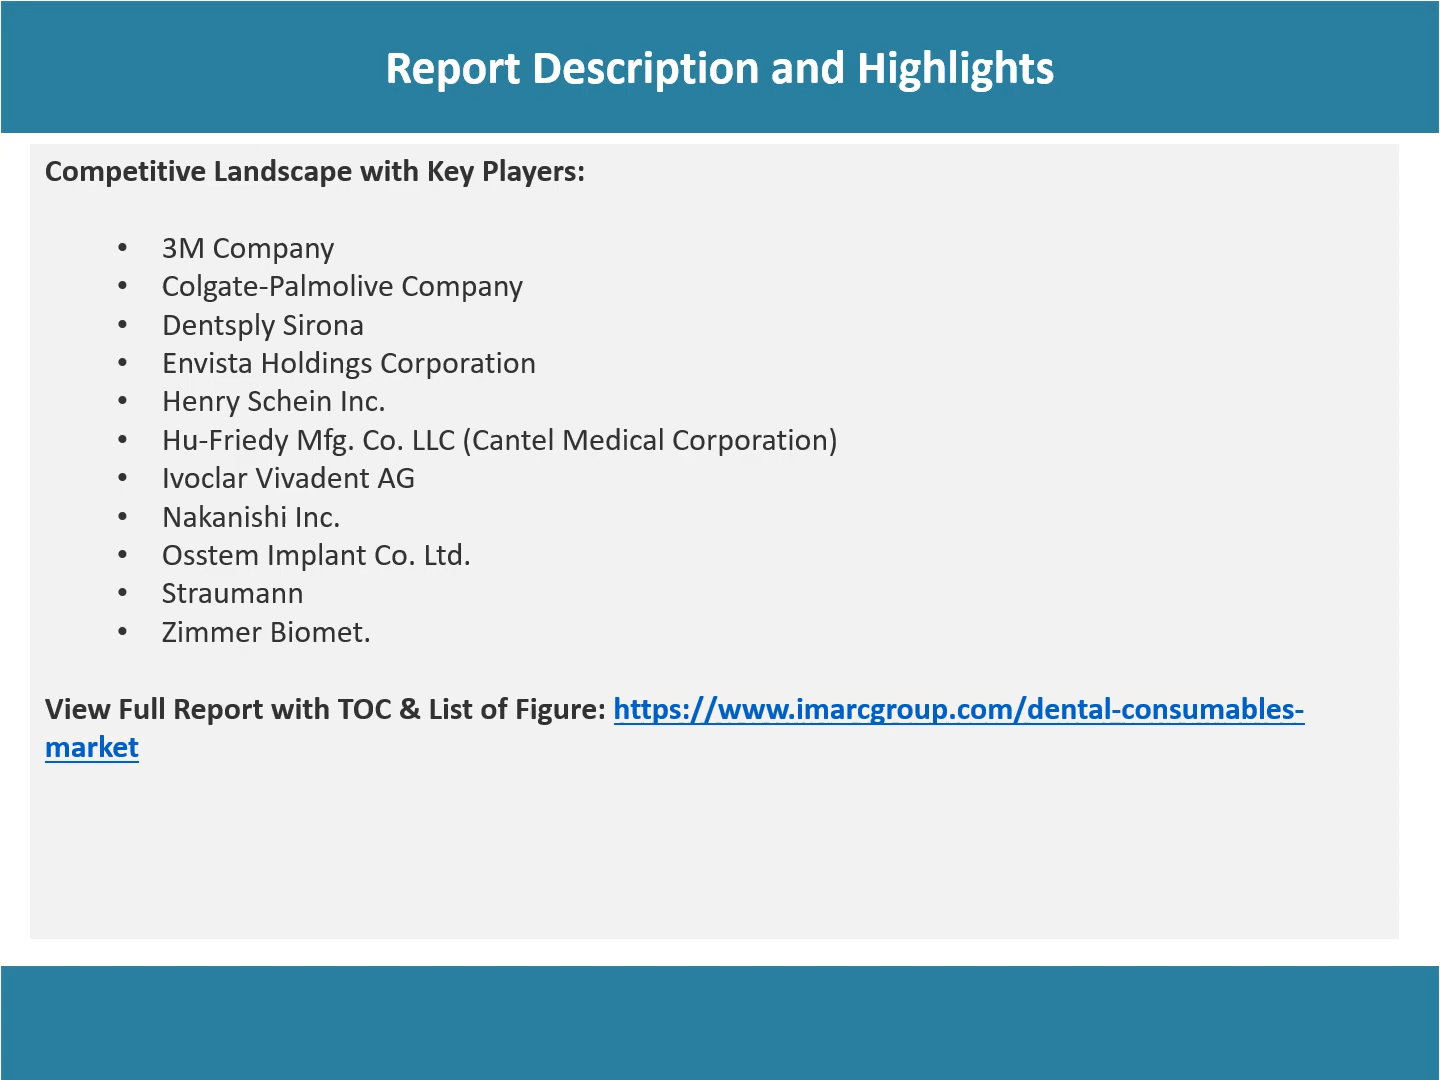 Report Description and Highlights
Competitive Landscape with Key Players:
• 3M Company
• Colgate-Palmolive Company
• Dentsply Sirona
• Envista Holdings Corporation
• Henry Schein Inc.
• Hu-Friedy Mfg. Co. LLC (Cantel Medical Corporation)
• Ivoclar Vivadent AG
• Nakanishi Inc.
• Osstem Implant Co. Ltd.
• Straumann
• Zimmer Biomet.
View Full Report with TOC & List of Figure: https://www.imarcgroup.com/dental-consumables-
market